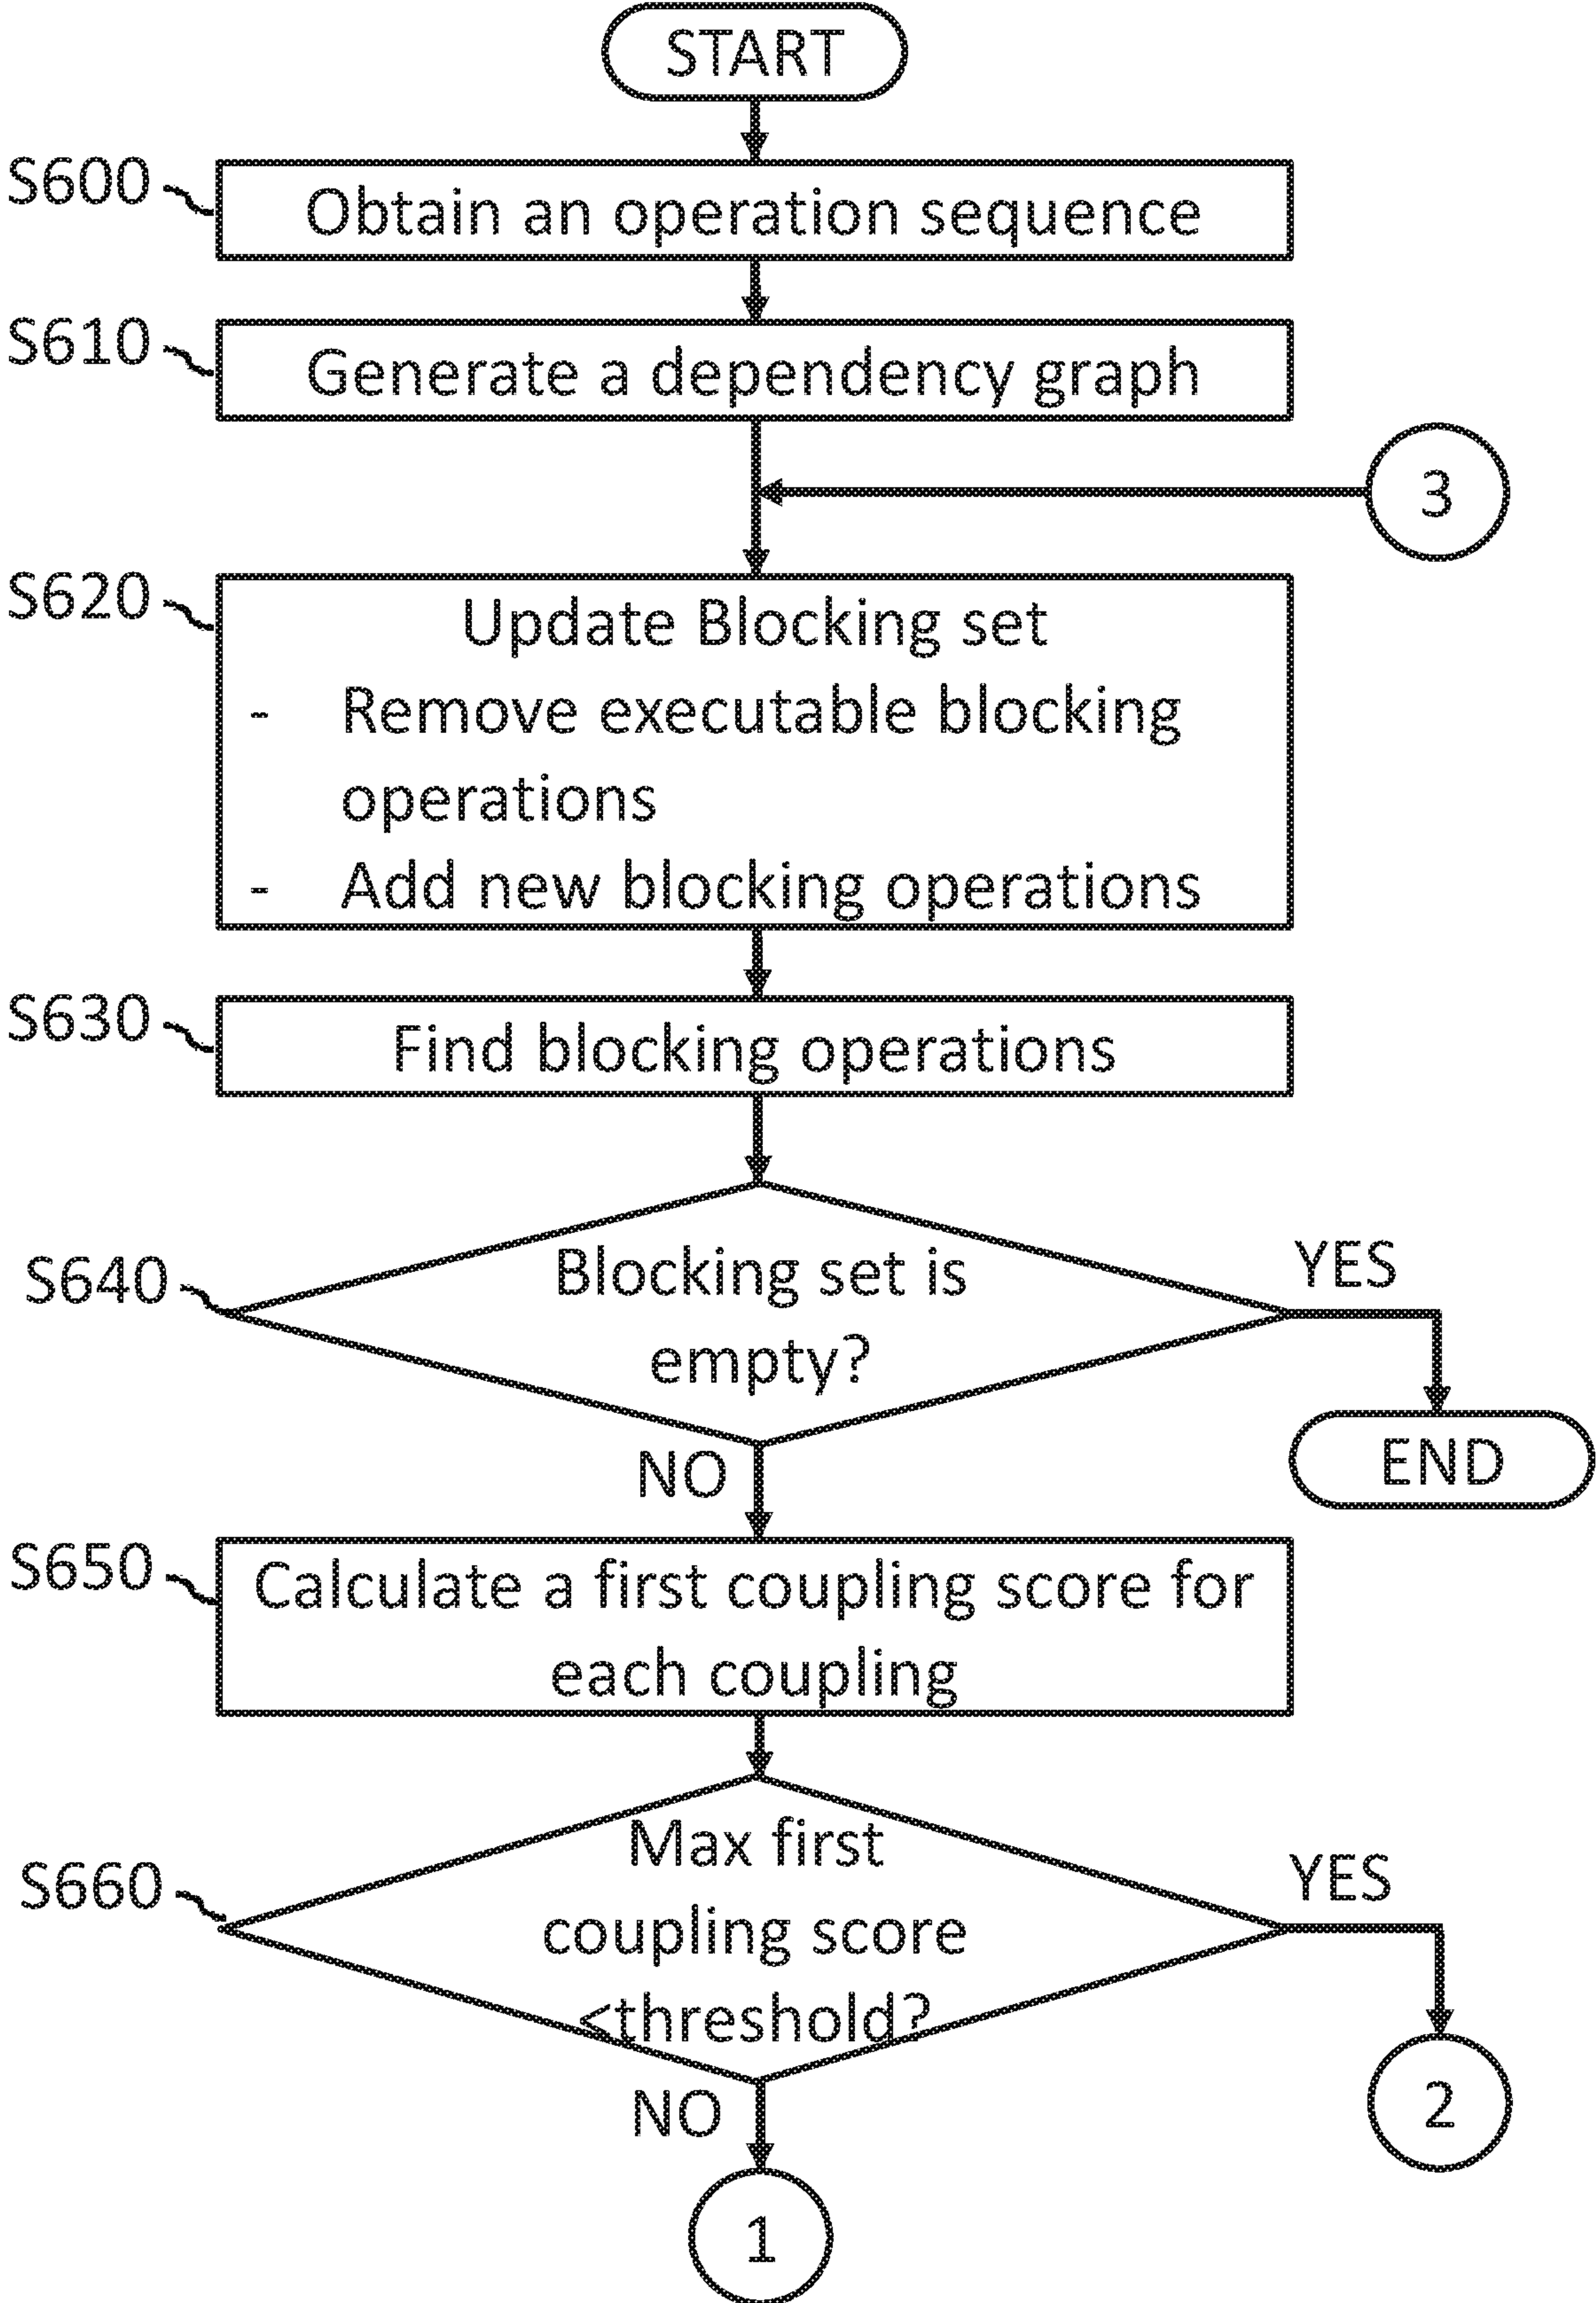 START
S600
Obtain an operation sequence
S610
Generate a dependency graph
3
S620
Update Blocking set
- Remove executable blocking
operations
- Add new blocking operations
S630
Find blocking operations
S640
Blocking set is
empty?
YES
END
NO
S650
Calculate a first coupling score for
each coupling
S660
Max first
coupling score
<threshold?
YES
2
NO
1